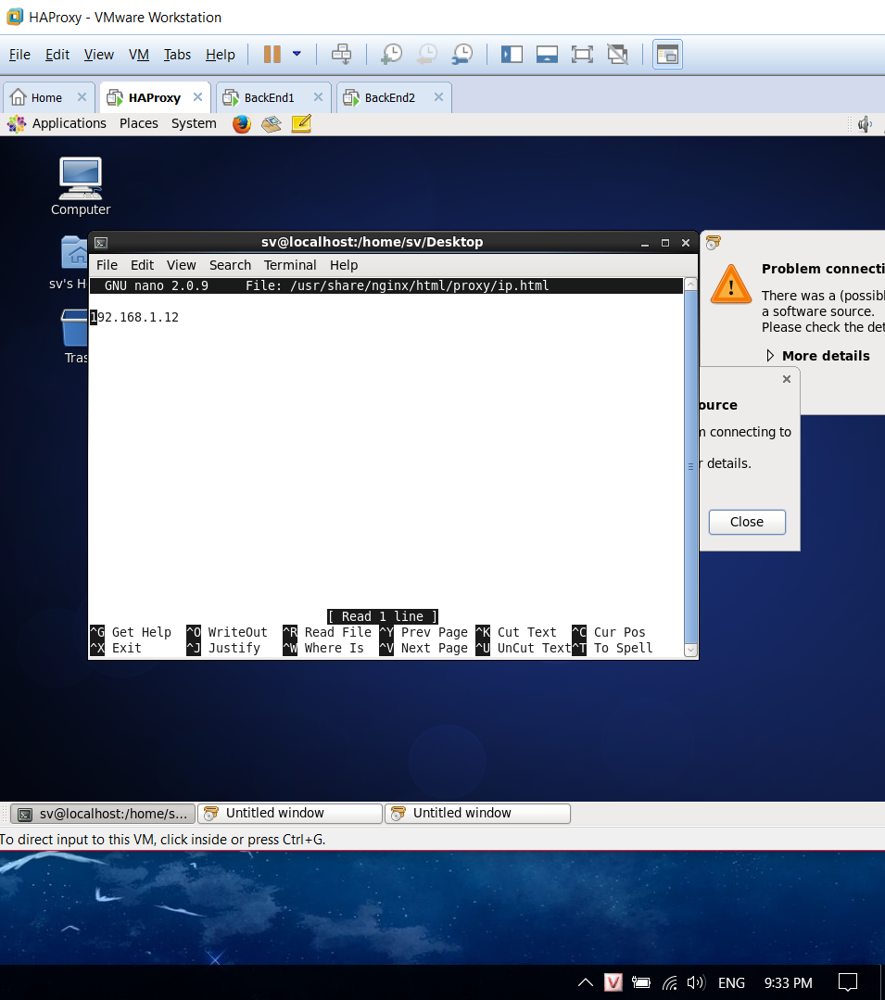 HAProxy - VMware Workstation
File Edit View VM Tabs Help
Home HAProxy BackEnd1 BackEnd2
Applications Places System
Computer
sv@localhost:/home/sv/Desktop
sv's H
File Edit View Search Terminal Help
Problem connecti
GNU nano 2.0.9 File: /usr/share/nginx/html/proxy/ip.html
There was a (possib
a software source.
192.168.1.12
Please check the det
Tras
More details
ource
m connecting to
r details.
Close
[ Read 1 line ]
^G Get Help ^O WriteOut ^R Read File ^Y Prev Page ^K Cut Text ^C Cur Pos
^X Exit ^J Justify ^W Where Is ^V Next Page ^U UnCut Text ^T To Spell
sv@localhost:/home/s... Untitled window Untitled window
To direct input to this VM, click inside or press Ctrl+G.
V ENG 9:33 PM